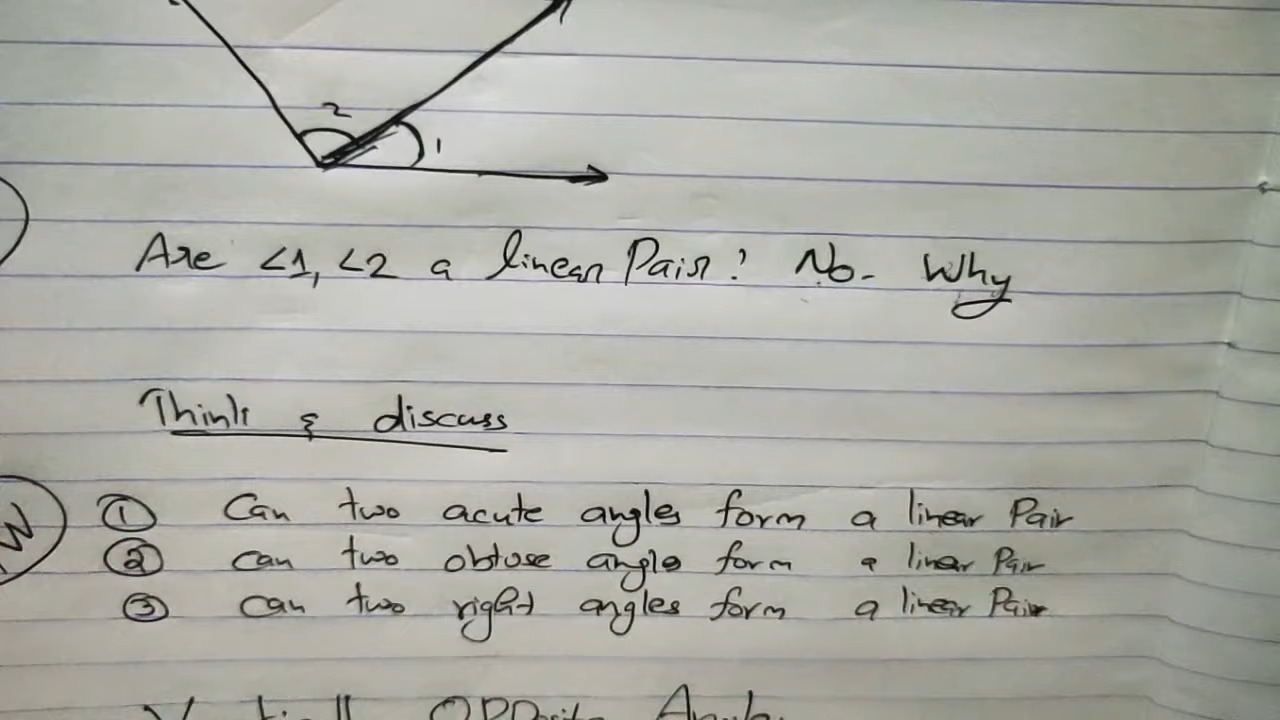 2
1
Are <1, <2 a linear Pair? No. Why
Think & discuss
W ① Can two acute angles form a linear Pair
② can two obtuse angle form a linear Pair
③ can two right angles form a linear Pair